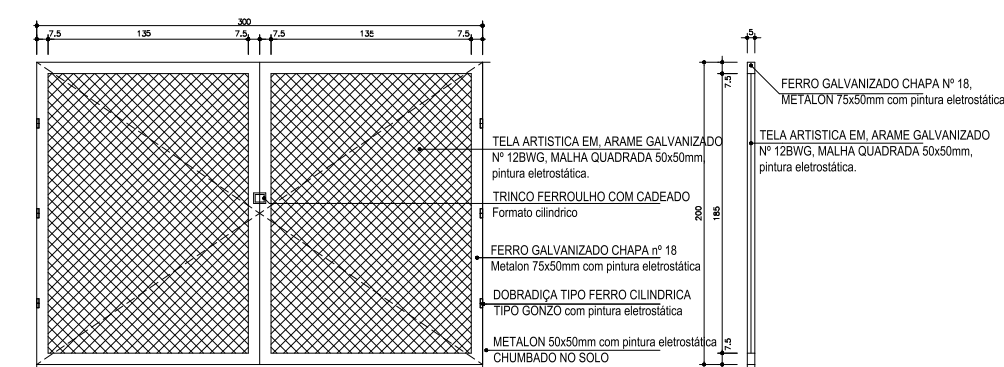 300
7.5
135
7.5
7.5
135
7.5
TELA ARTISTICA EM, ARAME GALVANIZADO
Nº 12BWG, MALHA QUADRADA 50x50mm,
pintura eletrostática.
TRINCO FERROULHO COM CADEADO
Formato cilindrico
FERRO GALVANIZADO CHAPA nº 18
Metalon 75x50mm com pintura eletrostática
DOBRADIÇA TIPO FERRO CILINDRICA
TIPO GONZO com pintura eletrostática
METALON 50x50mm com pintura eletrostática
CHUMBADO NO SOLO
5
7.5
200
185
7.5
FERRO GALVANIZADO CHAPA Nº 18,
METALON 75x50mm com pintura eletrostática
TELA ARTISTICA EM, ARAME GALVANIZADO
Nº 12BWG, MALHA QUADRADA 50x50mm,
pintura eletrostática.